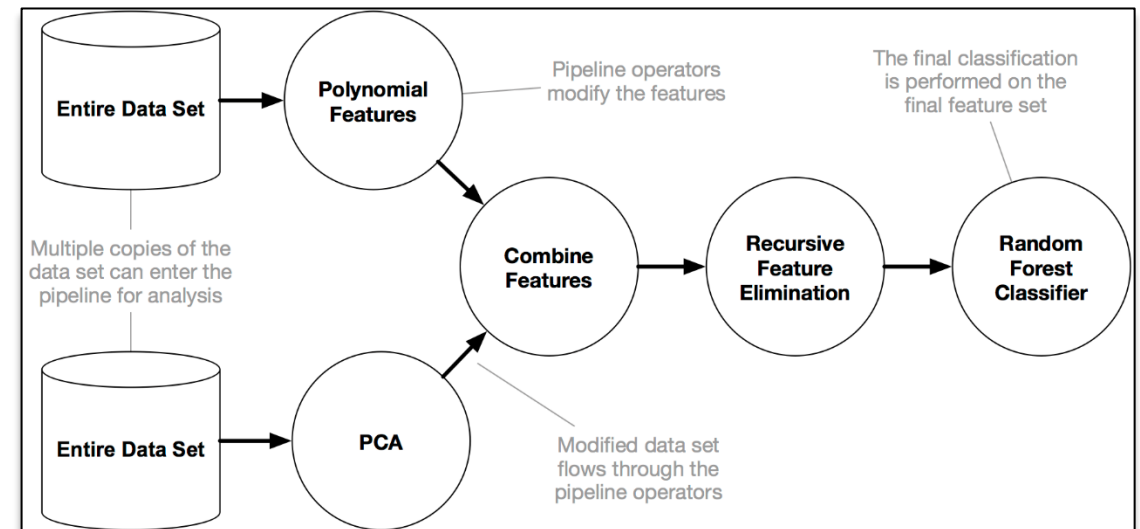 Entire Data Set
Polynomial
Features
Pipeline operators
modify the features
The final classification
is performed on the
final feature set
Multiple copies of the
data set can enter the
pipeline for analysis
Combine
Features
Recursive
Feature
Elimination
Random
Forest
Classifier
Entire Data Set
PCA
Modified data set
flows through the
pipeline operators